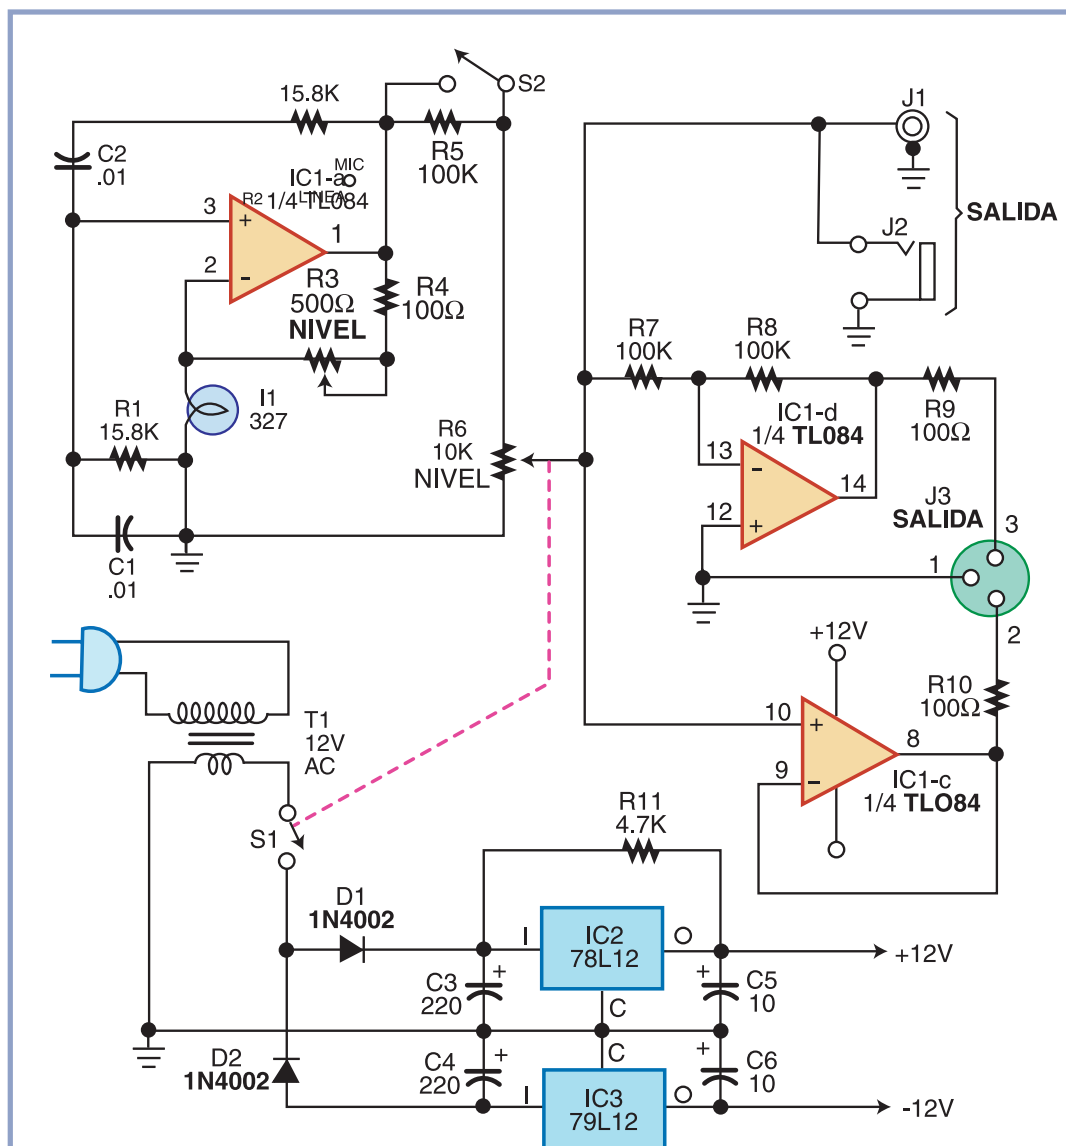 S2
15.8K
R5
100K
C2
.01
MIC
IC1-a
O
R2
1/4 TL084
LINEA
3
+
2
-
1
R3
500Ω
NIVEL
R4
100Ω
I1
327
R1
15.8K
C1
.01
R6
10K
NIVEL
J1
SALIDA
J2
R7
100K
R8
100K
R9
100Ω
IC1-d
1/4 TL084
13
-
12
+
14
J3
SALIDA
3
1
2
+12V
R10
100Ω
10
+
9
-
8
IC1-c
1/4 TLO84
T1
12V
AC
S1
R11
4.7K
D1
1N4002
I
IC2
78L12
O
C
+12V
C3
220
+
C5
10
+
D2
1N4002
C4
220
+
C
I
IC3
79L12
O
C6
10
+
-12V